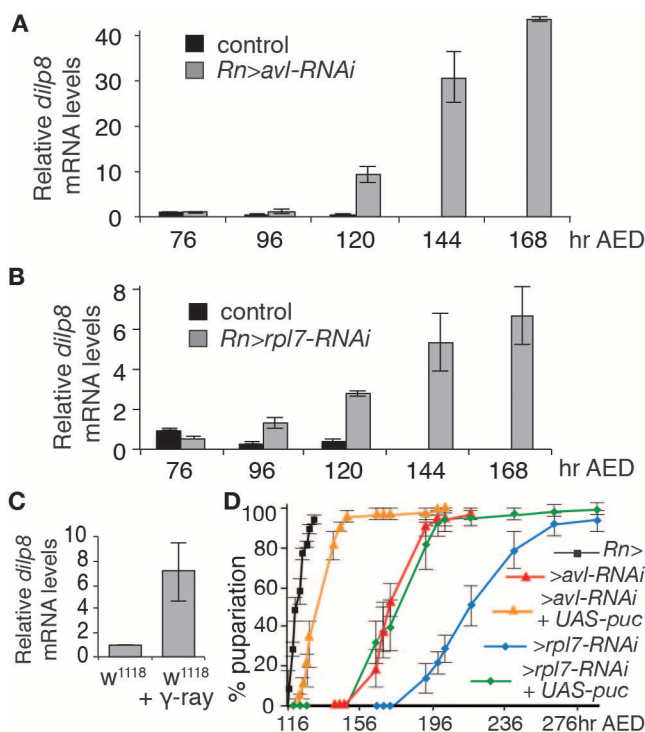 A
Relative dilp8
mRNA levels
control
Rn>avl-RNAi
40
30
20
10
0
76 96 120 144 168 hr AED
B
Relative dilp8
mRNA levels
control
Rn>rpl7-RNAi
8
6
4
2
0
76 96 120 144 168 hr AED
C
Relative dilp8
mRNA levels
10
8
6
4
2
0
w1118 w1118
+ γ-ray
D
% pupariation
100
80
60
40
20
0
116 156 196 236 276hr AED
Rn>
>avl-RNAi
>avl-RNAi
+ UAS-puc
>rpl7-RNAi
>rpl7-RNAi
+ UAS-puc